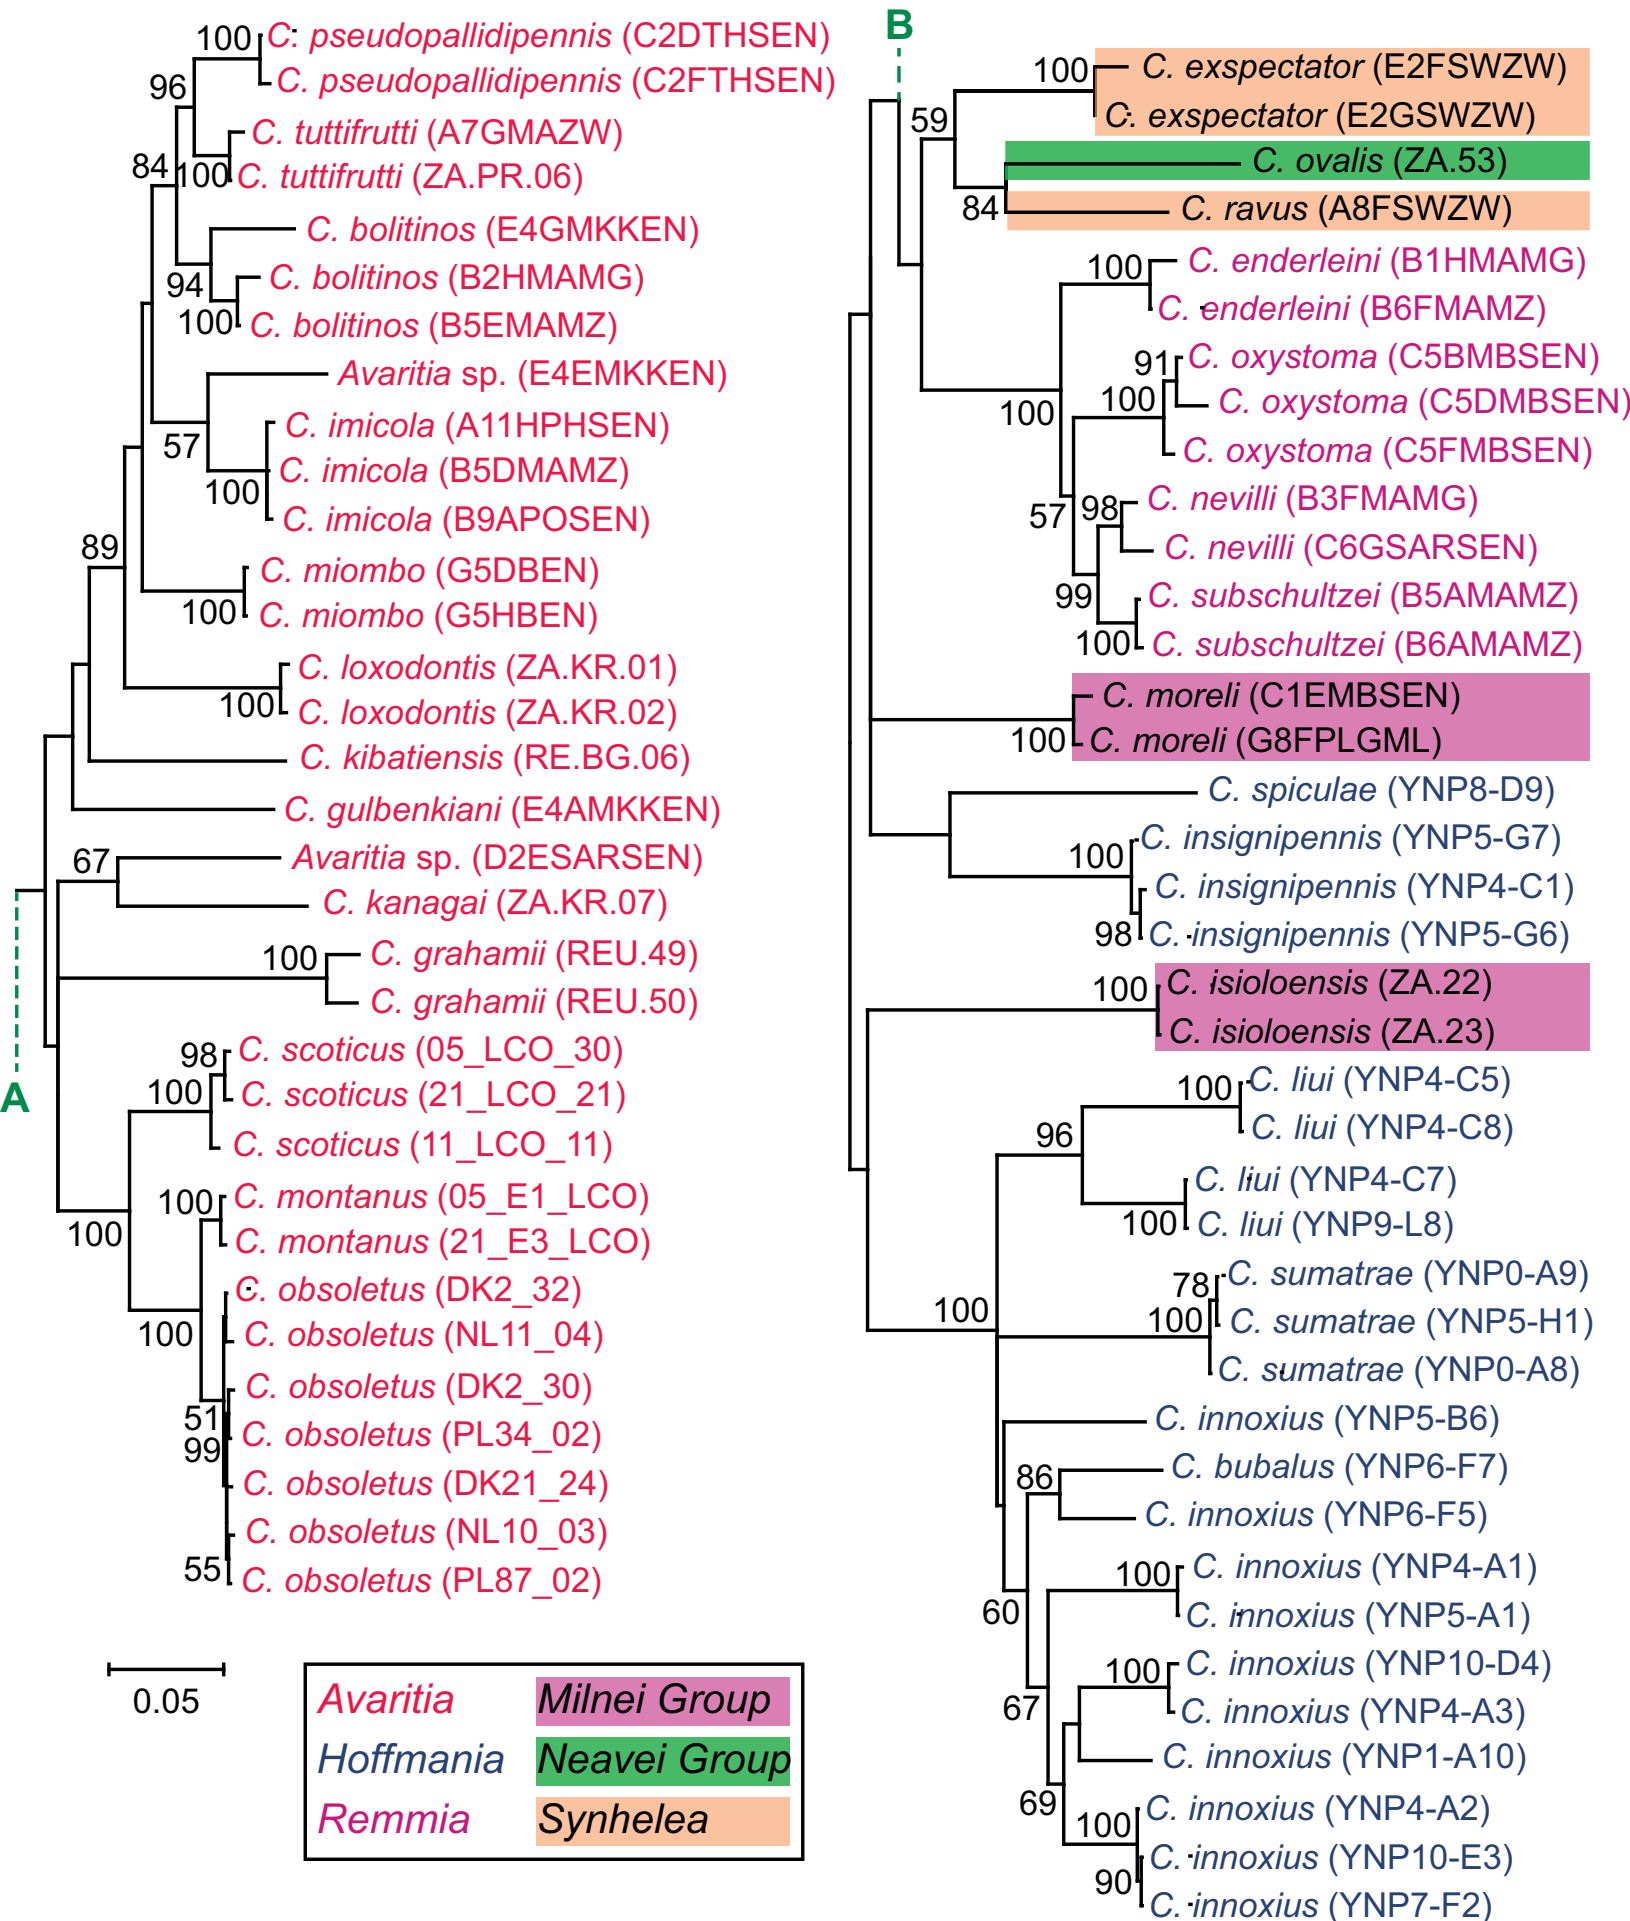 100
C. pseudopallidipennis (C2DTHSEN)
C. pseudopallidipennis (C2FTHSEN)
96
C. tuttifrutti (A7GMAZW)
84
100
C. tuttifrutti (ZA.PR.06)
C. bolitinos (E4GMKKEN)
94
C. bolitinos (B2HMAMG)
100
C. bolitinos (B5EMAMZ)
Avaritia sp. (E4EMKKEN)
57
C. imicola (A11HPHSEN)
C. imicola (B5DMAMZ)
100
C. imicola (B9APOSEN)
89
C. miombo (G5DBEN)
100
C. miombo (G5HBEN)
C. loxodontis (ZA.KR.01)
100
C. loxodontis (ZA.KR.02)
C. kibatiensis (RE.BG.06)
C. gulbenkiani (E4AMKKEN)
67
Avaritia sp. (D2ESARSEN)
C. kanagai (ZA.KR.07)
100
C. grahamii (REU.49)
C. grahamii (REU.50)
98
C. scoticus (05_LCO_30)
100
C. scoticus (21_LCO_21)
A
C. scoticus (11_LCO_11)
100
C. montanus (05_E1_LCO)
100
C. montanus (21_E3_LCO)
C. obsoletus (DK2_32)
100
C. obsoletus (NL11_04)
C. obsoletus (DK2_30)
51
C. obsoletus (PL34_02)
99
C. obsoletus (DK21_24)
C. obsoletus (NL10_03)
55
C. obsoletus (PL87_02)
0.05
Avaritia
Milnei Group
Hoffmania
Neavei Group
Remmia
Synhelea
B
100
C. exspectator (E2FSWZW)
59
C. exspectator (E2GSWZW)
C. ovalis (ZA.53)
84
C. ravus (A8FSWZW)
100
C. enderleini (B1HMAMG)
C. enderleini (B6FMAMZ)
91
C. oxystoma (C5BMBSEN)
100
C. oxystoma (C5DMBSEN)
100
C. oxystoma (C5FMBSEN)
57
98
C. nevilli (B3FMAMG)
C. nevilli (C6GSARSEN)
99
C. subschultzei (B5AMAMZ)
100
C. subschultzei (B6AMAMZ)
C. moreli (C1EMBSEN)
100
C. moreli (G8FPLGML)
C. spiculae (YNP8-D9)
100
C. insignipennis (YNP5-G7)
C. insignipennis (YNP4-C1)
98
C. insignipennis (YNP5-G6)
100
C. isioloensis (ZA.22)
C. isioloensis (ZA.23)
100
C. liui (YNP4-C5)
96
C. liui (YNP4-C8)
C. liui (YNP4-C7)
100
C. liui (YNP9-L8)
78
C. sumatrae (YNP0-A9)
100
100
C. sumatrae (YNP5-H1)
C. sumatrae (YNP0-A8)
C. innoxius (YNP5-B6)
86
C. bubalus (YNP6-F7)
C. innoxius (YNP6-F5)
100
C. innoxius (YNP4-A1)
60
C. innoxius (YNP5-A1)
100
C. innoxius (YNP10-D4)
67
C. innoxius (YNP4-A3)
C. innoxius (YNP1-A10)
69
C. innoxius (YNP4-A2)
100
C. innoxius (YNP10-E3)
90
C. innoxius (YNP7-F2)